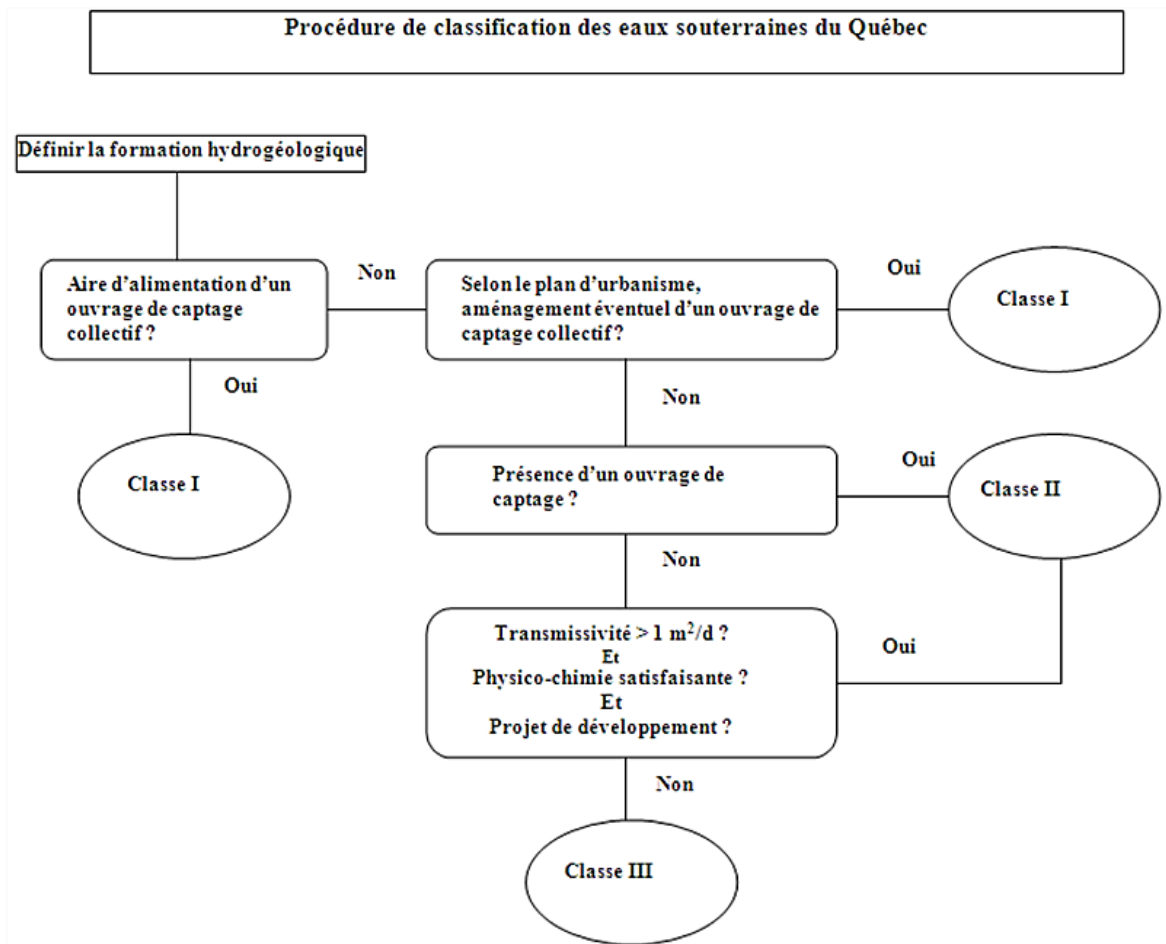 Procédure de classification des eaux souterraines du Québec
Définir la formation hydrogéologique
Aire d'alimentation d'un
ouvrage de captage
collectif ?
Non
Selon le plan d'urbanisme,
aménagement éventuel d'un ouvrage de
captage collectif?
Oui
Classe I
Oui
Non
Classe I
Présence d'un ouvrage de
captage ?
Oui
Classe II
Non
Transmissivité > 1 m²/d ?
Et
Physico-chimie satisfaisante ?
Et
Projet de développement ?
Oui
Non
Classe III